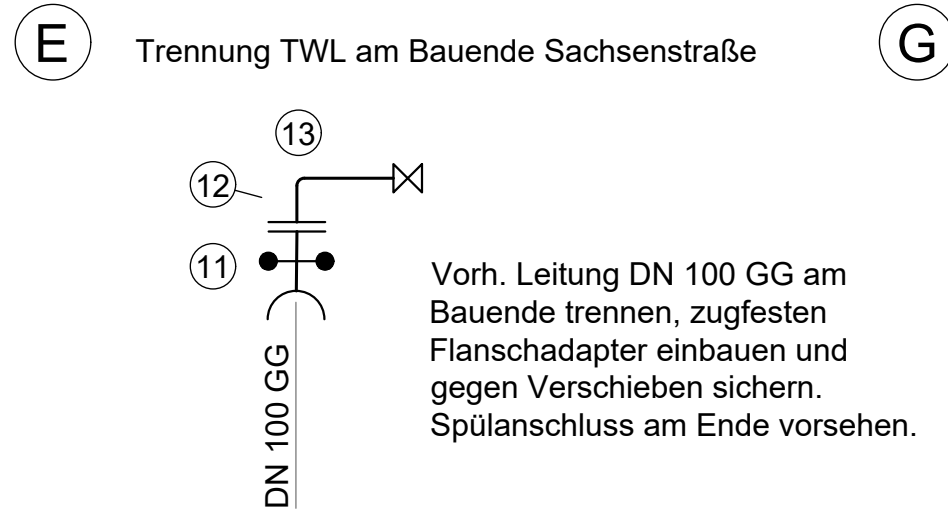 E
Trennung TWL am Bauende Sachsenstraße
G
13
12
11
Vorh. Leitung DN 100 GG am
Bauende trennen, zugfesten
Flanschadapter einbauen und
gegen Verschieben sichern.
Spülanschluss am Ende vorsehen.
DN 100 GG